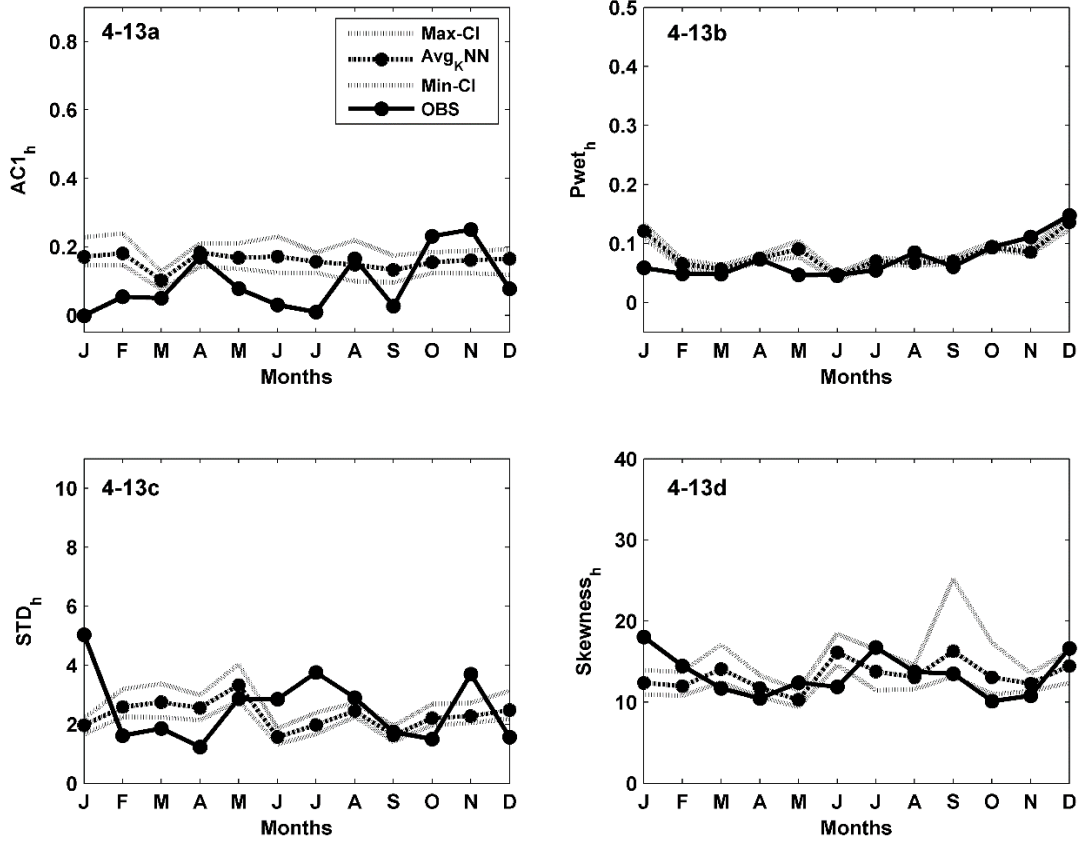 4-13a
Max-CI
Avg_KNN
Min-CI
OBS
0.8
0.6
0.4
0.2
0
AC1_h
J F M A M J J A S O N D
Months
4-13b
0.5
0.4
0.3
0.2
0.1
0
Pwet_h
J F M A M J J A S O N D
Months
4-13c
10
8
6
4
2
0
STD_h
J F M A M J J A S O N D
Months
4-13d
40
30
20
10
0
Skewness_h
J F M A M J J A S O N D
Months